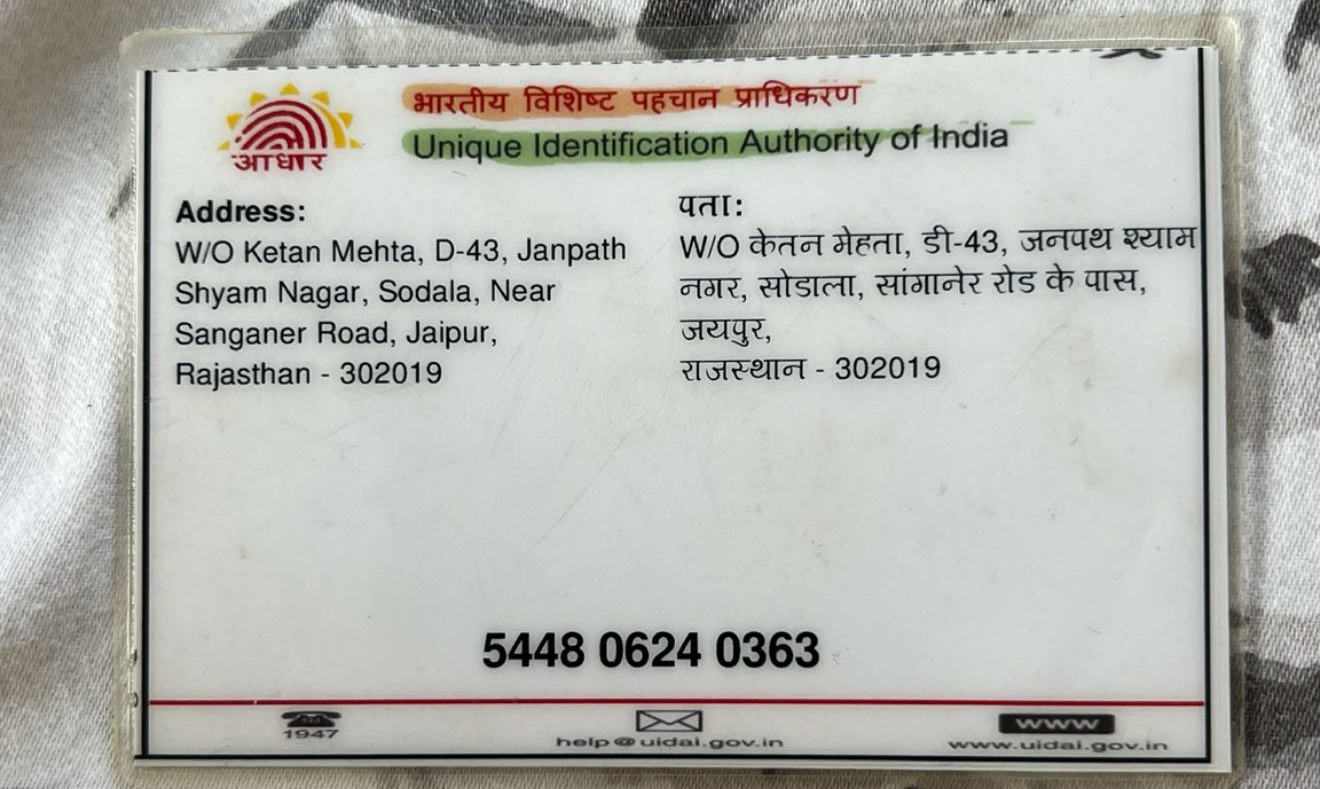 भारतीय विशिष्ट पहचान प्राधिकरण
Unique Identification Authority of India
आधार
Address:
W/O Ketan Mehta, D-43, Janpath
Shyam Nagar, Sodala, Near
Sanganer Road, Jaipur,
Rajasthan - 302019
पता:
W/O केतन मेहता, डी-43, जनपथ श्याम
नगर, सोडाला, सांगानेर रोड के पास,
जयपुर,
राजस्थान - 302019
5448 0624 0363
1947
help@uidai.gov.in
www
www.uidai.gov.in